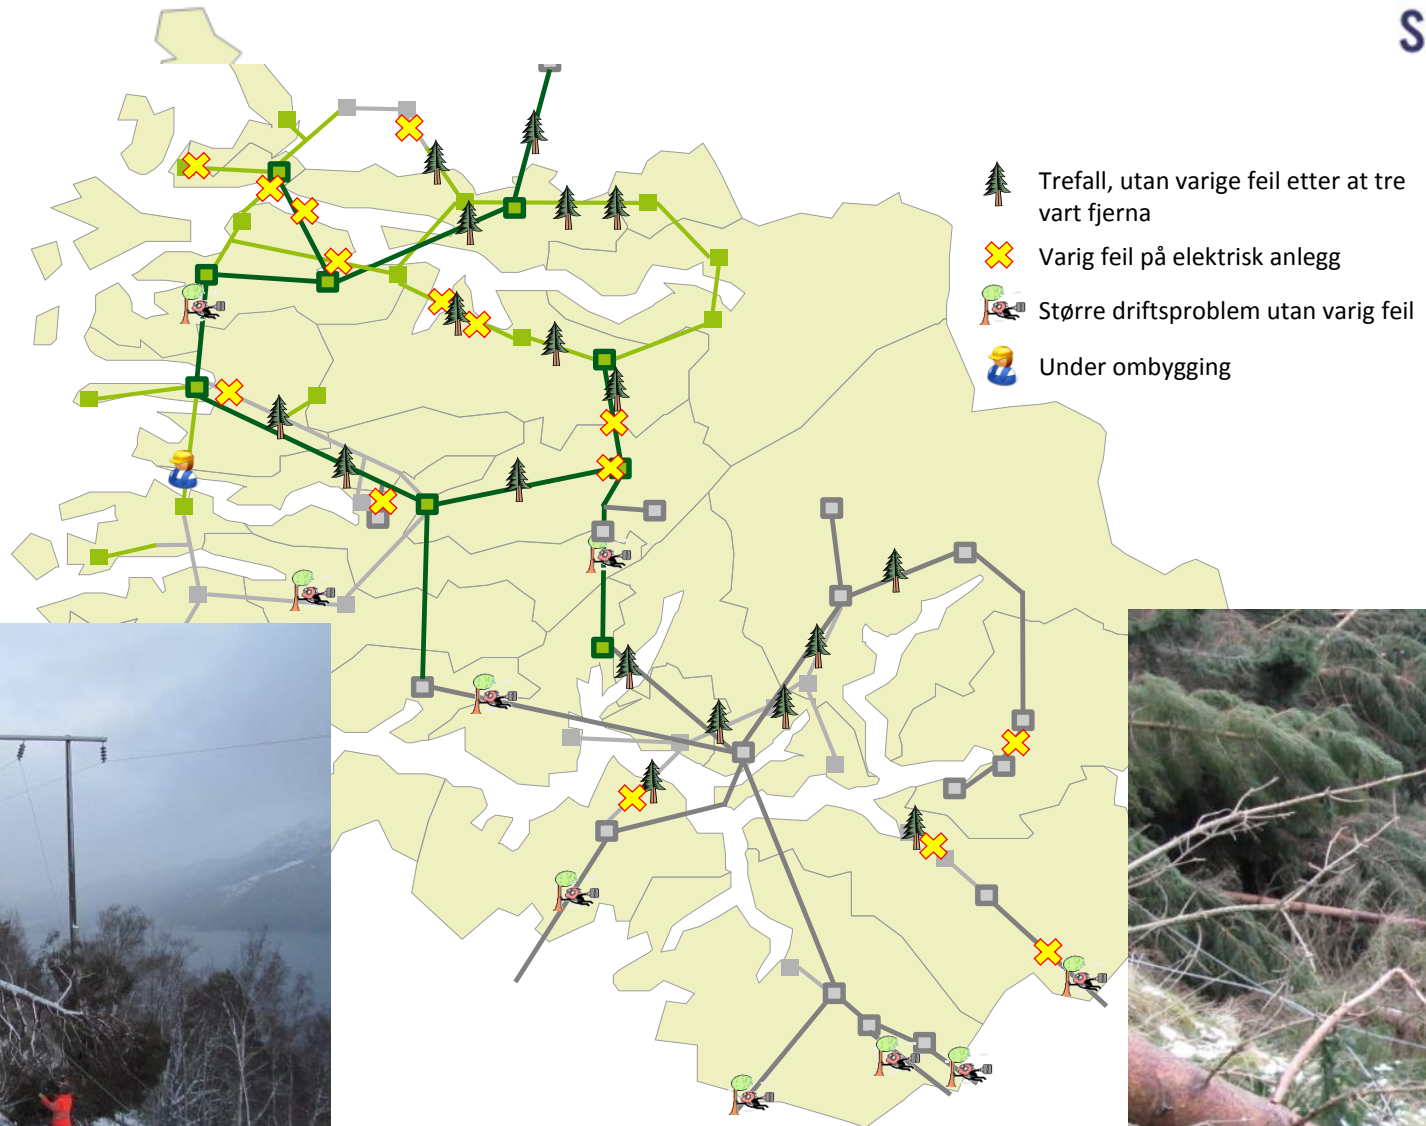 S
Trefall, utan varige feil etter at tre
vart fjerna
Varig feil på elektrisk anlegg
Større driftsproblem utan varig feil
Under ombygging